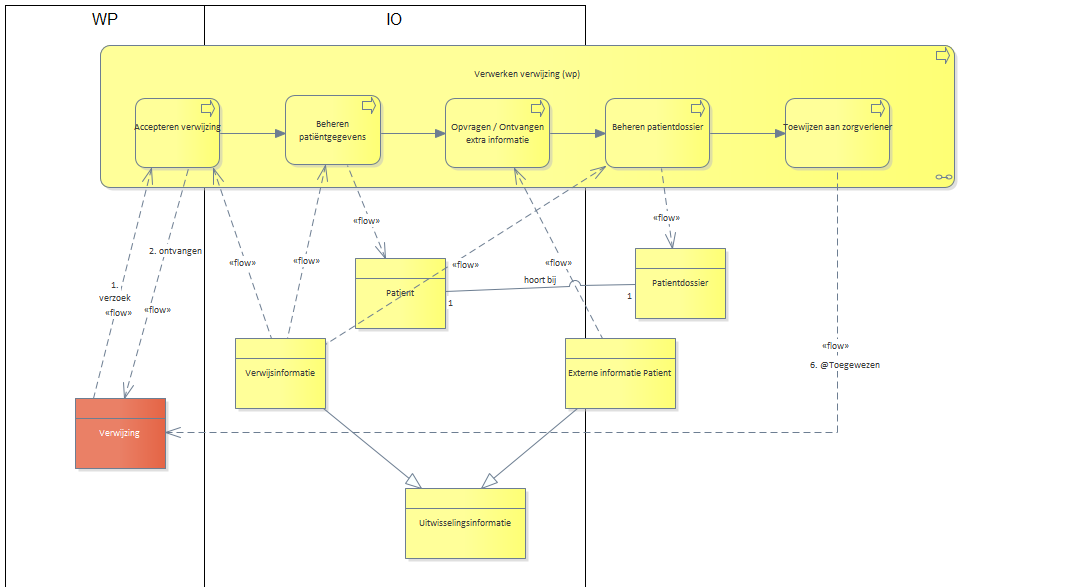 WP
IO
Verwerken verwijzing (wp)
Accepteren verwijzing
Beheren
patiëntgegevens
Opvragen / Ontvangen
extra informatie
Beheren patientdossier
Toewijzen aan zorgverlener
«flow»
«flow»
2. ontvangen
«flow»
«flow»
«flow»
«flow»
hoort bij
Patient
1
1
Patientdossier
1.
verzoek
«flow»
«flow»
«flow»
6. @Toegewezen
Verwijsinformatie
Externe informatie Patient
Verwijzing
Uitwisselingsinformatie